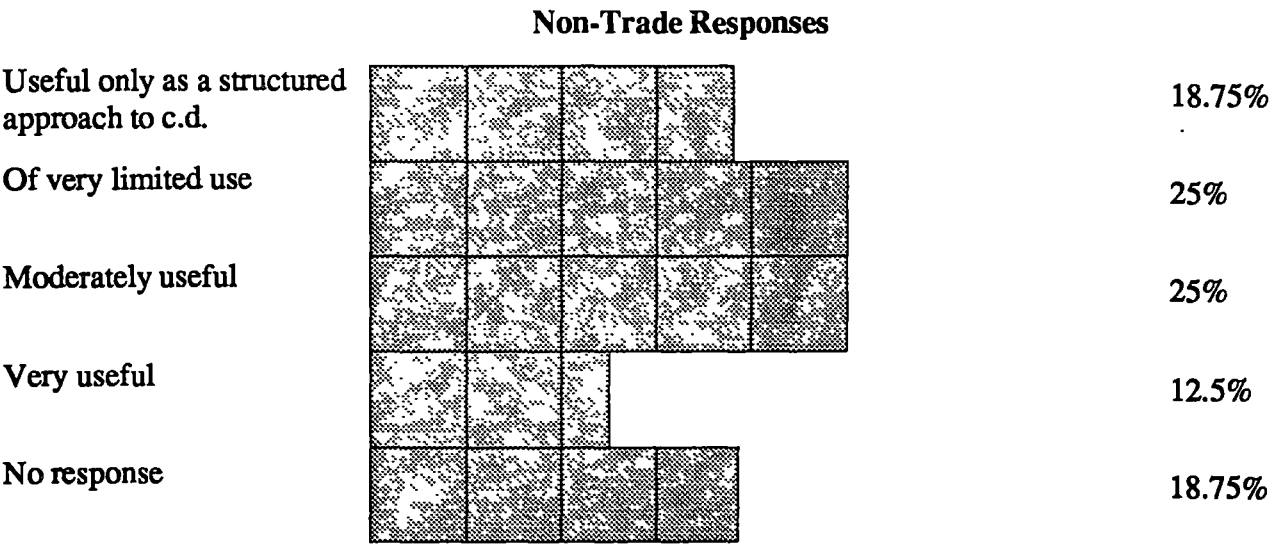 Non-Trade Responses
Useful only as a structured
approach to c.d.
18.75%
Of very limited use
25%
Moderately useful
25%
Very useful
12.5%
No response
18.75%